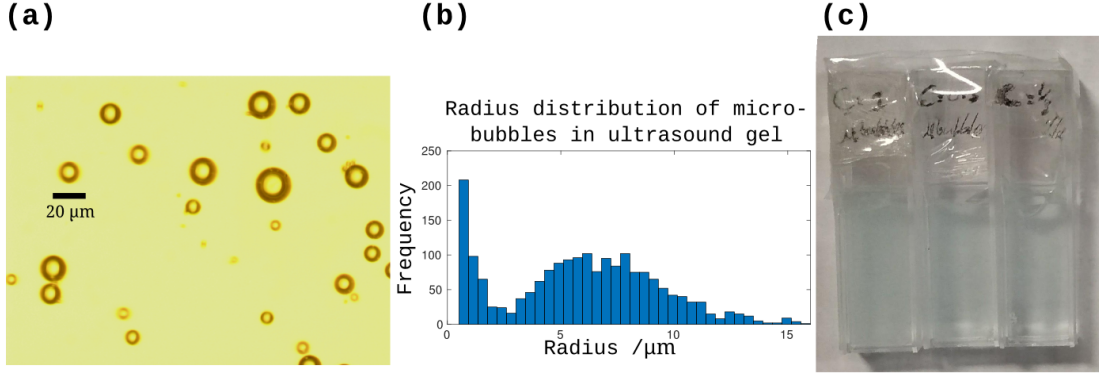 (a)
(b)
(c)
Radius distribution of micro-
bubbles in ultrasound gel
20 μm
Frequency
250
200
150
100
50
0
0 5 10 15
Radius /μm